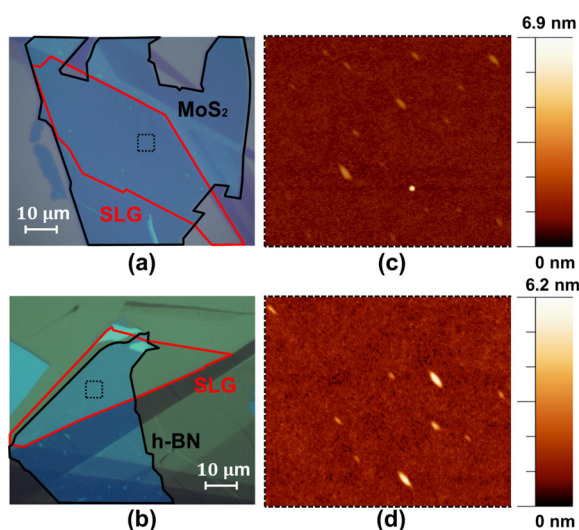 MoS₂
SLG
10 μm
(a)
6.9 nm
0 nm
(c)
SLG
h-BN
10 μm
(b)
6.2 nm
0 nm
(d)